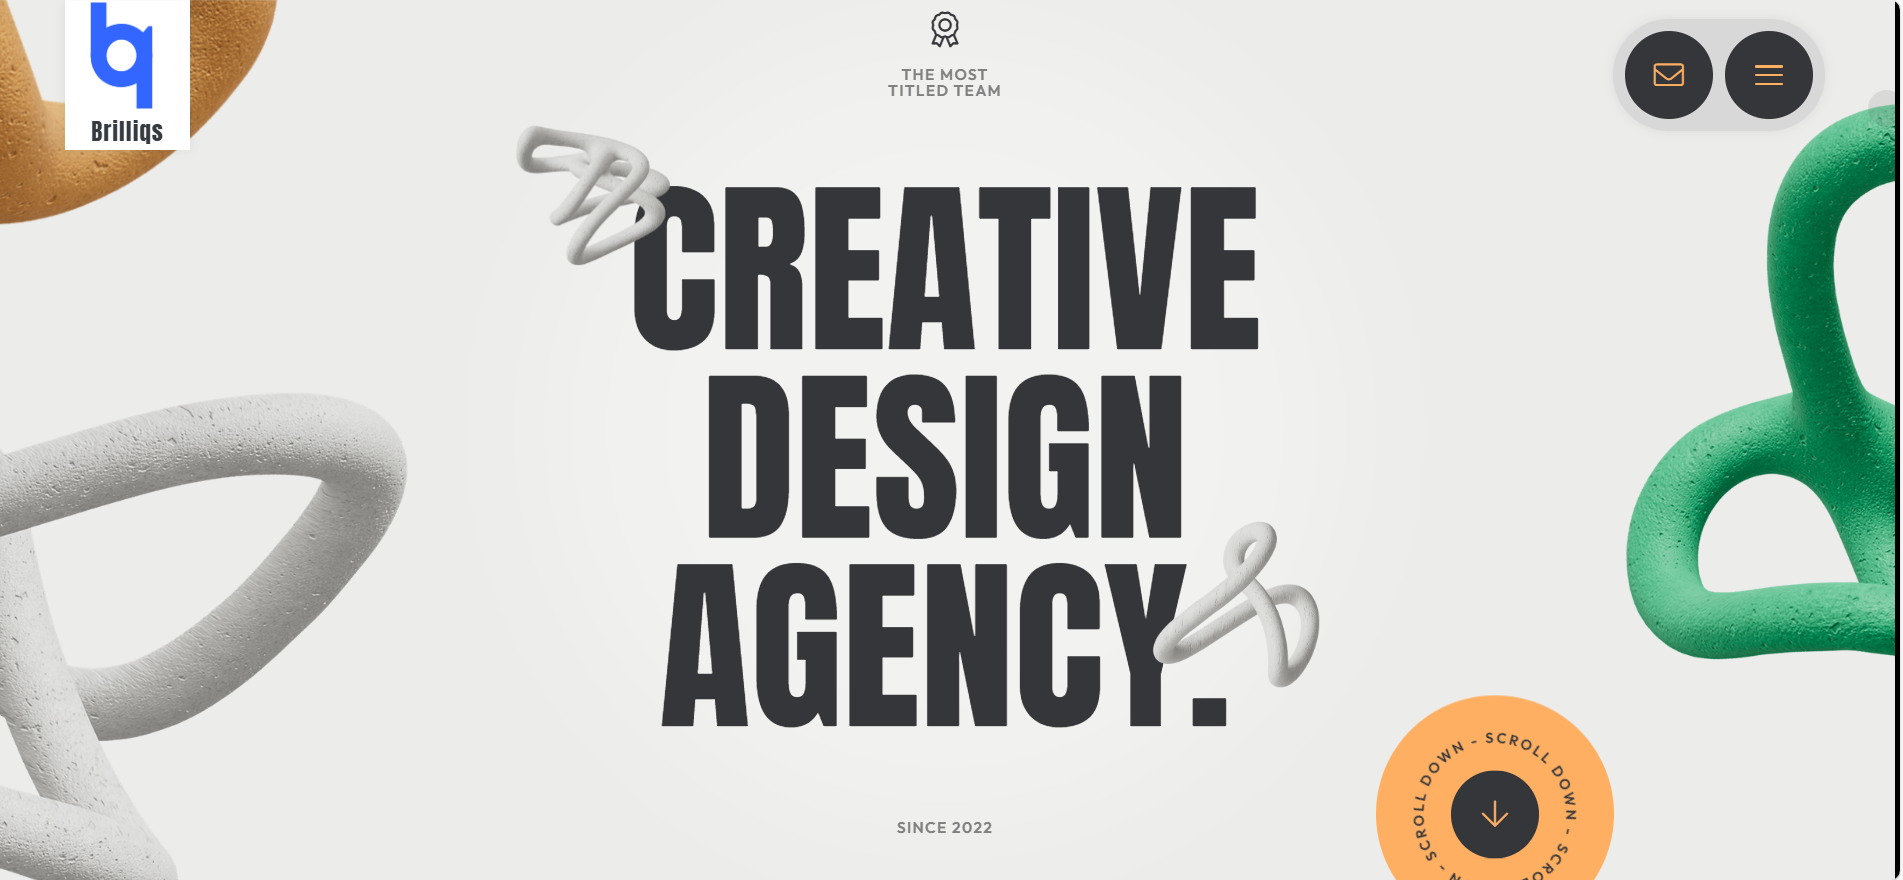 Brilliqs
THE MOST
TITLED TEAM
CREATIVE
DESIGN
AGENCY.
SINCE 2022
SCROLL DOWN - SCROLL DOWN -